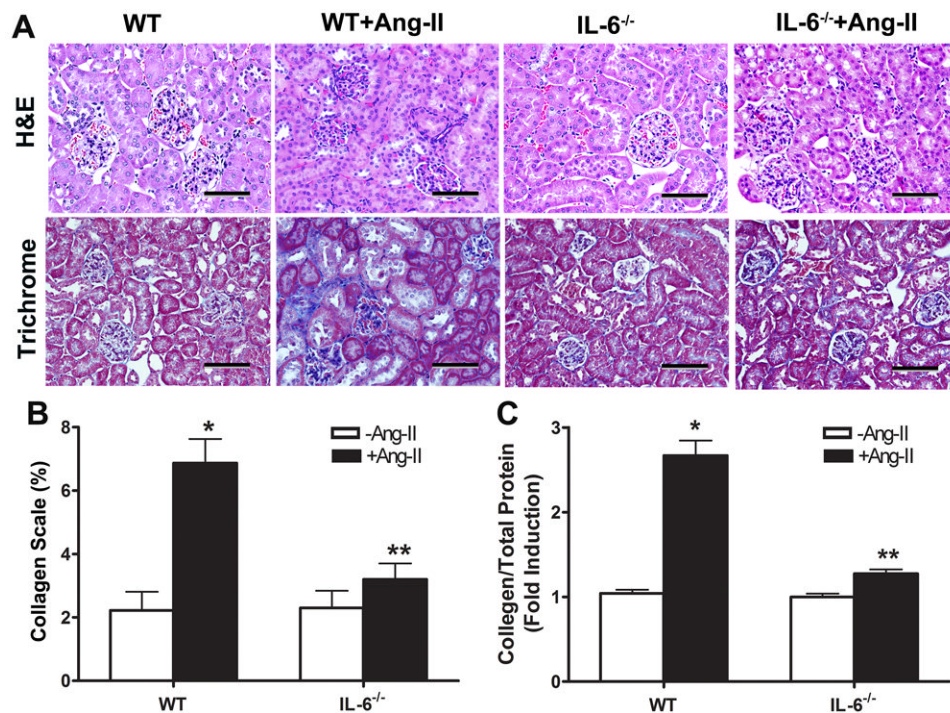 A
WT
WT+Ang-II
IL-6-/-
IL-6-/-+Ang-II
H&E
Trichrome
B
Collagen Scale (%)
8
6
4
2
0
*
**
-Ang-II
+Ang-II
WT
IL-6-/-
C
Collegen/Total Protein
(Fold Induction)
3
2
1
0
*
**
-Ang-II
+Ang-II
WT
IL-6-/-